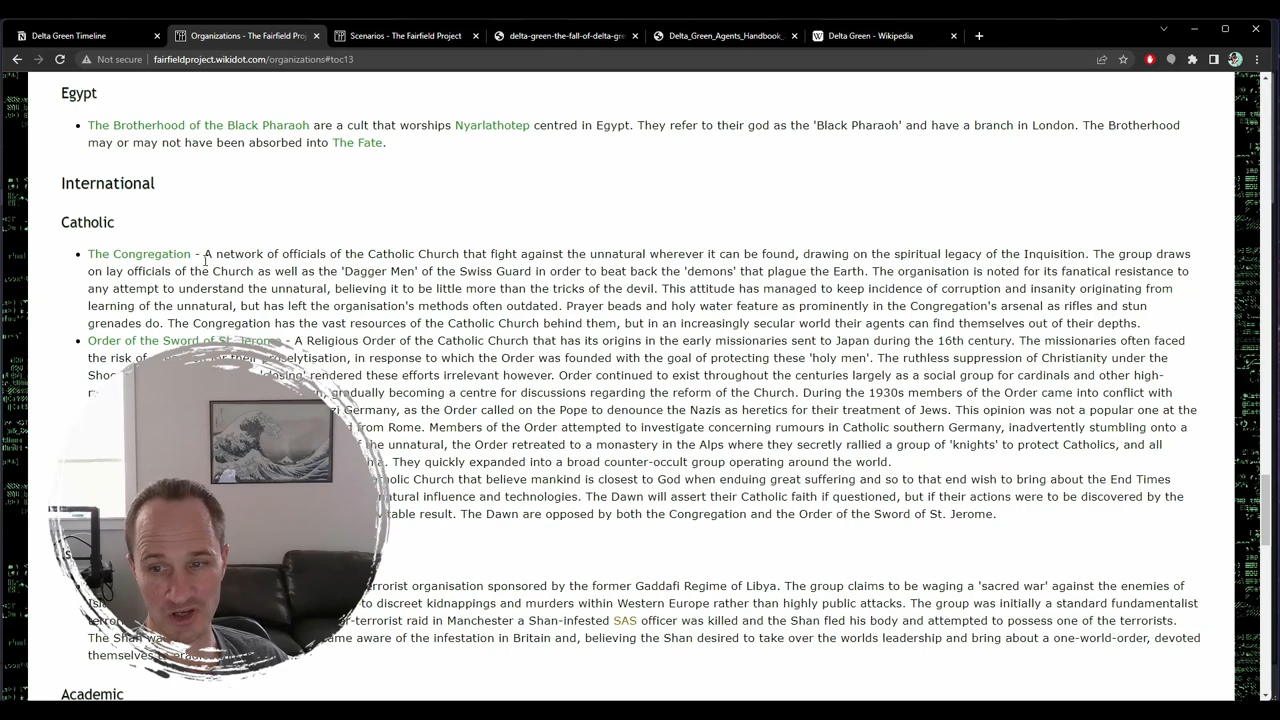 Delta Green Timeline
Organizations - The Fairfield Proj
Scenarios - The Fairfield Project
delta-green-the-fall-of-delta-gre
Delta_Green_Agents_Handbook_
Delta Green - Wikipedia
Not secure
fairfieldproject.wikidot.com/organizations#toc13
Egypt
The Brotherhood of the Black Pharaoh are a cult that worships Nyarlathotep centred in Egypt. They refer to their god as the 'Black Pharaoh' and have a branch in London. The Brotherhood
may or may not have been absorbed into The Fate.
International
Catholic
The Congregation - A network of officials of the Catholic Church that fight against the unnatural wherever it can be found, drawing on the spiritual legacy of the Inquisition. The group draws
on lay officials of the Church as well as the 'Dagger Men' of the Swiss Guard in order to beat back the 'demons' that plague the Earth. The organisation is noted for its fanatical resistance to
any attempt to understand the unnatural, believing it to be little more than the tricks of the devil. This attitude has managed to keep incidence of corruption and insanity originating from
learning of the unnatural, but has left the organisation's methods often outdated. Prayer beads and holy water feature as prominently in the Congregation's arsenal as rifles and stun
grenades do. The Congregation has the vast resources of the Catholic Church behind them, but in an increasingly secular world their agents can find themselves out of their depths.
Order of the Sword of St. Jerome - A Religious Order of the Catholic Church that has its origins in the early missionaries sent to Japan during the 16th century. The missionaries often faced
the risk of their proselytisation, in response to which the Order was founded with the goal of protecting these 'holy men'. The ruthless suppression of Christianity under the
rendered these efforts irrelevant however. Order continued to exist throughout the centuries largely as a social group for cardinals and other high-
gradually becoming a centre for discussions regarding the reform of the Church. During the 1930s members of the Order came into conflict with
Germany, as the Order called on the Pope to denounce the Nazis as heretics for their treatment of Jews. This opinion was not a popular one at the
from Rome. Members of the Order attempted to investigate concerning rumours in Catholic southern Germany, inadvertently stumbling onto a
the unnatural, the Order retreated to a monastery in the Alps where they secretly rallied a group of 'knights' to protect Catholics, and all
They quickly expanded into a broad counter-occult group operating around the world.
Church that believe mankind is closest to God when enduing great suffering and so to that end wish to bring about the End Times
influence and technologies. The Dawn will assert their Catholic faith if questioned, but if their actions were to be discovered by the
result. The Dawn are opposed by both the Congregation and the Order of the Sword of St. Jerome.
organisation sponsored by the former Gaddafi Regime of Libya. The group claims to be waging a 'sacred war' against the enemies of
to discreet kidnappings and murders within Western Europe rather than highly public attacks. The group was initially a standard fundamentalist
raid in Manchester a Shan-infested SAS officer was killed and the Shan fled his body and attempted to possess one of the terrorists.
The Shan aware of the infestation in Britain and, believing the Shan desired to take over the worlds leadership and bring about a one-world-order, devoted
themselves
Academic